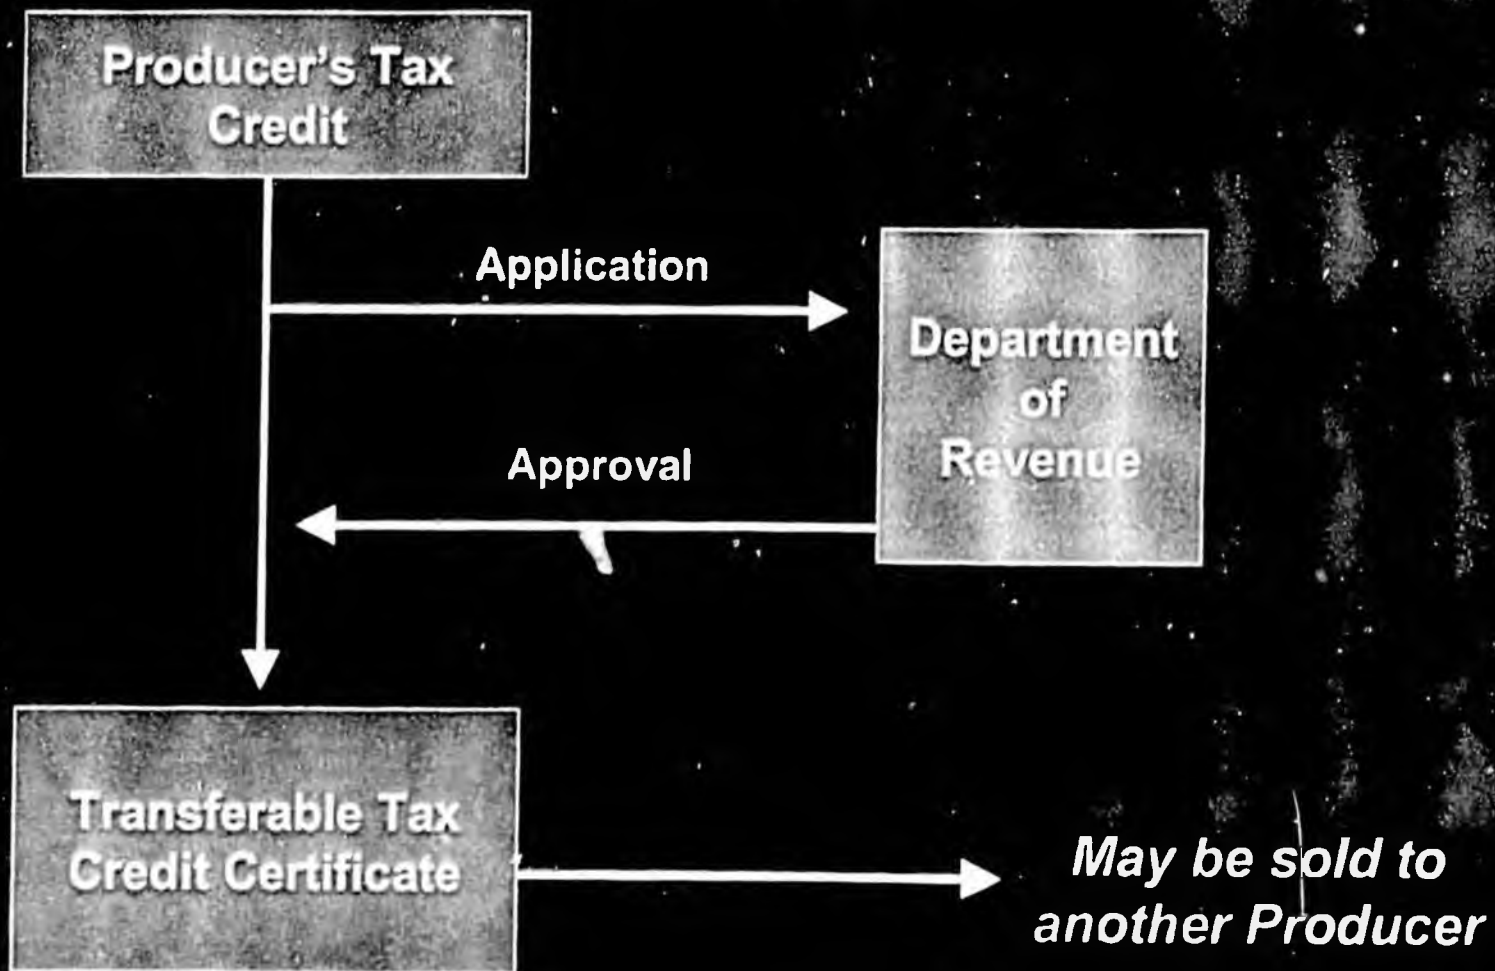 Producer's Tax
Credit
Application
Department
of
Revenue
Approval
Transferable Tax
Credit Certificate
May be sold to
another Producer